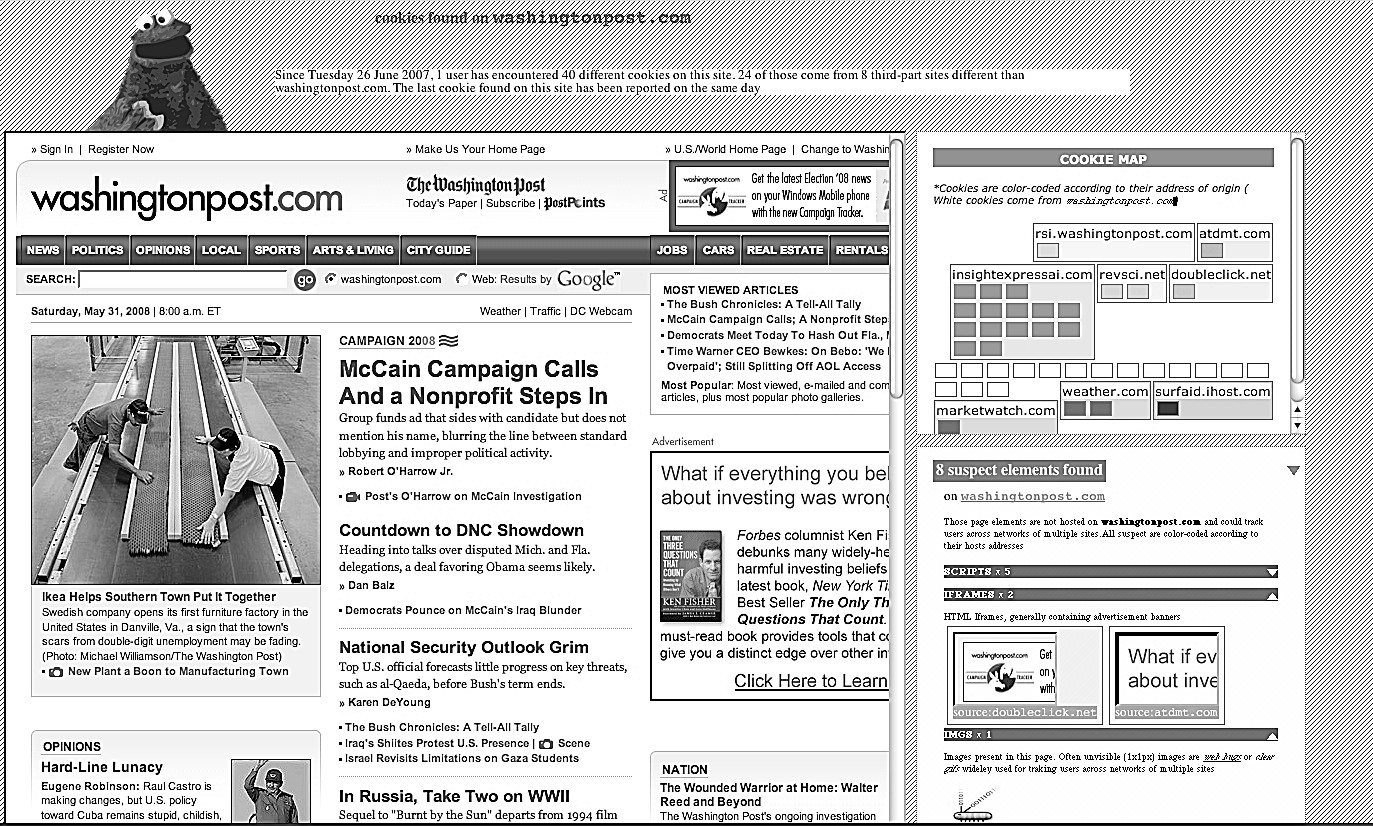 cookies found on washingtonpost.com
Since Tuesday 26 June 2007, 1 user has encountered 40 different cookies on this site. 24 of those come from 8 third-part sites different than
washingtonpost.com. The last cookie found on this site has been reported on the same day
» Sign In | Register Now
» Make Us Your Home Page
» U.S./World Home Page | Change to Washin
washingtonpost.com
The Washington Post
Today's Paper | Subscribe | PostPoints
Ad
washingtonpost.com
CAMPAIGN TRACKER
Get the latest Election '08 news
on your Windows Mobile phone
with the new Campaign Tracker.
NEWS POLITICS OPINIONS LOCAL SPORTS ARTS & LIVING CITY GUIDE JOBS CARS REAL ESTATE RENTALS
SEARCH: go washingtonpost.com Web: Results by Google™
Saturday, May 31, 2008 | 8:00 a.m. ET
Weather | Traffic | DC Webcam
Ikea Helps Southern Town Put It Together
Swedish company opens its first furniture factory in the
United States in Danville, Va., a sign that the town's
scars from double-digit unemployment may be fading.
(Photo: Michael Williamson/The Washington Post)
▪ New Plant a Boon to Manufacturing Town
OPINIONS
Hard-Line Lunacy
Eugene Robinson: Raul Castro is
making changes, but U.S. policy
toward Cuba remains stupid, childish,
CAMPAIGN 2008
McCain Campaign Calls
And a Nonprofit Steps In
Group funds ad that sides with candidate but does not
mention his name, blurring the line between standard
lobbying and improper political activity.
» Robert O'Harrow Jr.
▪ Post's O'Harrow on McCain Investigation
Countdown to DNC Showdown
Heading into talks over disputed Mich. and Fla.
delegations, a deal favoring Obama seems likely.
» Dan Balz
▪ Democrats Pounce on McCain's Iraq Blunder
National Security Outlook Grim
Top U.S. official forecasts little progress on key threats,
such as al-Qaeda, before Bush's term ends.
» Karen DeYoung
▪ The Bush Chronicles: A Tell-All Tally
▪ Iraq's Shiites Protest U.S. Presence | Scene
▪ Israel Revisits Limitations on Gaza Students
In Russia, Take Two on WWII
Sequel to "Burnt by the Sun" departs from 1994 film
MOST VIEWED ARTICLES
▪ The Bush Chronicles: A Tell-All Tally
▪ McCain Campaign Calls; A Nonprofit Step
▪ Democrats Meet Today To Hash Out Fla.,
▪ Time Warner CEO Bewkes: On Bebo: 'We
Overpaid'; Still Splitting Off AOL Access
Most Popular: Most viewed, e-mailed and com
articles, plus most popular photo galleries.
Advertisement
What if everything you bel
about investing was wrong
THE ONLY
THREE
QUESTIONS
THAT COUNT
KEN FISHER
Forbes columnist Ken Fi
debunks many widely-he
harmful investing beliefs
latest book, New York Ti
Best Seller The Only Th
Questions That Count.
must-read book provides tools that co
give you a distinct edge over other in
Click Here to Learn
NATION
The Wounded Warrior at Home: Walter
Reed and Beyond
The Washington Post's ongoing investigation
COOKIE MAP
*Cookies are color-coded according to their address of origin (
White cookies come from washingtonpost.com
rsi.washingtonpost.com
atdmt.com
insightexpressai.com
revsci.net
doubleclick.net
weather.com
surfaid.ihost.com
marketwatch.com
8 suspect elements found
on washingtonpost.com
Those page elements are not hosted on washingtonpost.com and could track
users across networks of multiple sites.All suspect are color-coded according to
their hosts addresses
SCRIPTS x 5
IFRAMES x 2
HTML Iframes, generally containing advertisement banners
washingtonpost.com
CAMPAIGN TRACKER
Get
on y
with
source:doubleclick.net
What if ev
about inve
source:atdmt.com
IMGS x 1
Images present in this page. Often unvisible (1x1px) images are web bugs or clear
gifs wideley used for traking users across networks of multiple sites